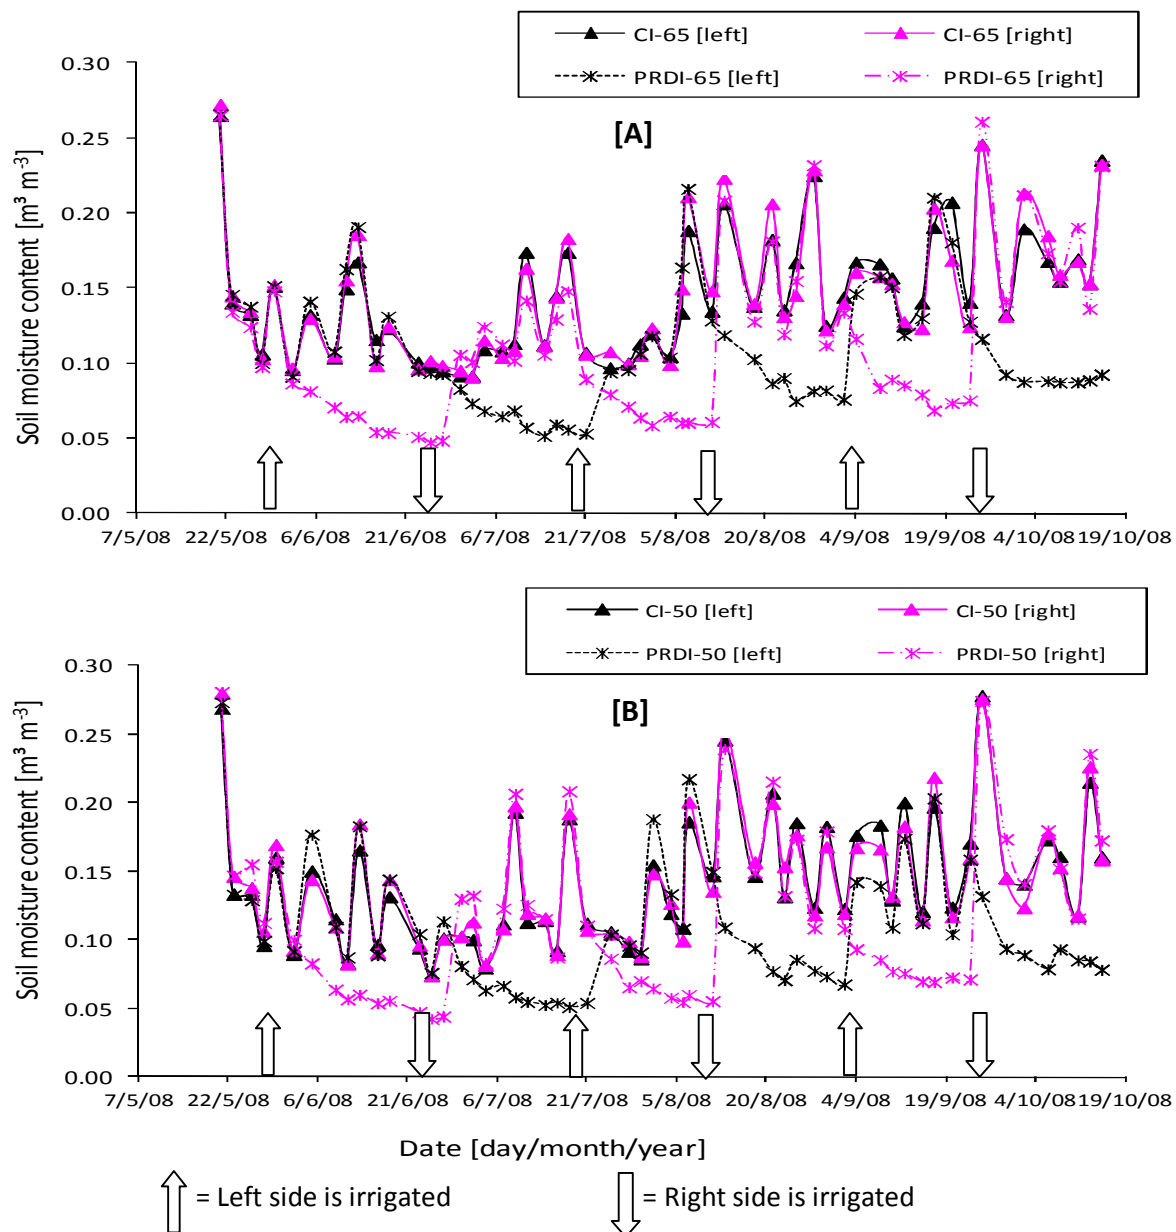 CI-65 [left] CI-65 [right]
PRDI-65 [left] PRDI-65 [right]
0.30
[A]
0.25
0.20
0.15
0.10
0.05
0.00
Soil moisture content [m³ m⁻³]
7/5/08 22/5/08 6/6/08 21/6/08 6/7/08 21/7/08 5/8/08 20/8/08 4/9/08 19/9/08 4/10/08 19/10/08
CI-50 [left] CI-50 [right]
PRDI-50 [left] PRDI-50 [right]
0.30
[B]
0.25
0.20
0.15
0.10
0.05
0.00
Soil moisture content [m³ m⁻³]
7/5/08 22/5/08 6/6/08 21/6/08 6/7/08 21/7/08 5/8/08 20/8/08 4/9/08 19/9/08 4/10/08 19/10/08
Date [day/month/year]
= Left side is irrigated = Right side is irrigated